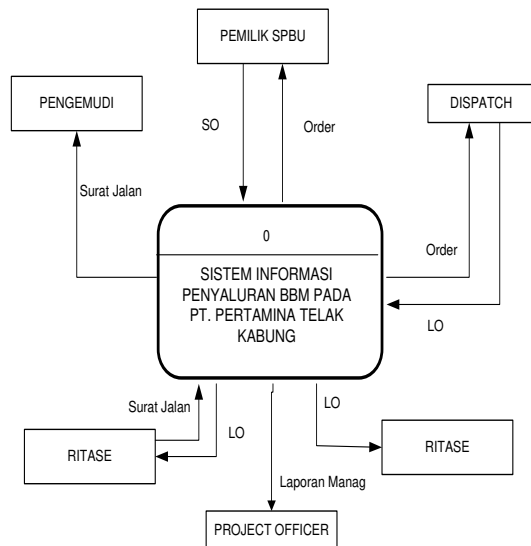 PEMILIK SPBU
PENGEMUDI
DISPATCH
SO
Order
Surat Jalan
0
SISTEM INFORMASI
PENYALURAN BBM PADA
PT. PERTAMINA TELAK
KABUNG
Order
LO
Surat Jalan
LO
LO
RITASE
RITASE
Laporan Manag
PROJECT OFFICER